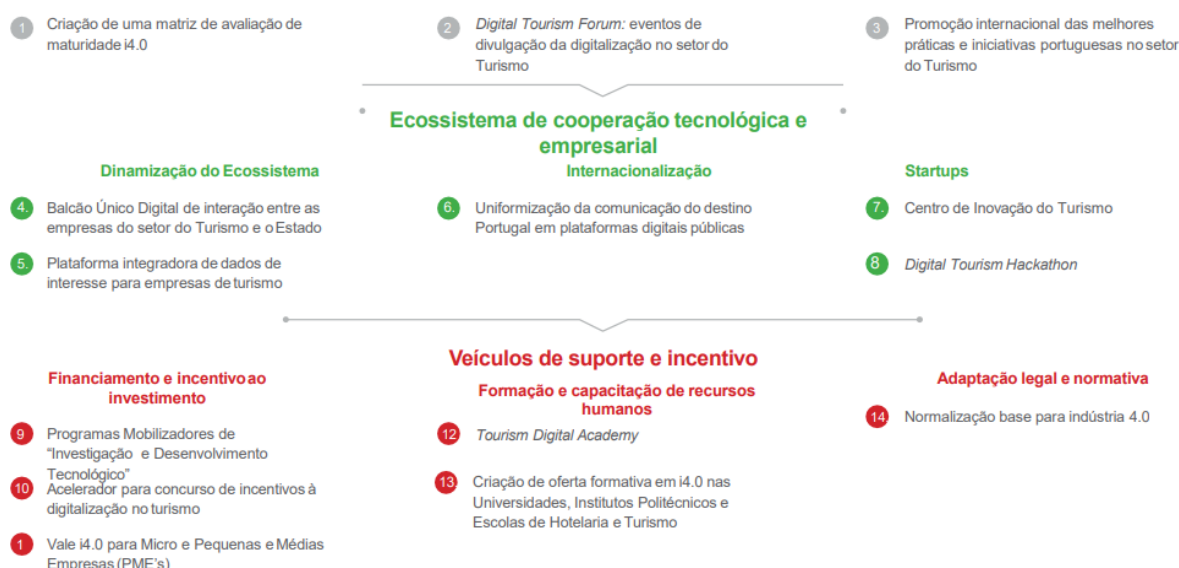 1 Criação de uma matriz de avaliação de
maturidade i4.0
2 Digital Tourism Forum: eventos de
divulgação da digitalização no setor do
Turismo
3 Promoção internacional das melhores
práticas e iniciativas portuguesas no setor
do Turismo
Ecossistema de cooperação tecnológica e
empresarial
Dinamização do Ecossistema
4. Balcão Único Digital de interação entre as
empresas do setor do Turismo e o Estado
5. Plataforma integradora de dados de
interesse para empresas de turismo
Internacionalização
6. Uniformização da comunicação do destino
Portugal em plataformas digitais públicas
Startups
7. Centro de Inovação do Turismo
8 Digital Tourism Hackathon
Veículos de suporte e incentivo
Financiamento e incentivo ao
investimento
9 Programas Mobilizadores de
“Investigação e Desenvolvimento
Tecnológico”
10 Acelerador para concurso de incentivos à
digitalização no turismo
1 Vale i4.0 para Micro e Pequenas e Médias
Empresas (PME's)
Formação e capacitação de recursos
humanos
12 Tourism Digital Academy
13. Criação de oferta formativa em i4.0 nas
Universidades, Institutos Politécnicos e
Escolas de Hotelaria e Turismo
Adaptação legal e normativa
14. Normalização base para indústria 4.0